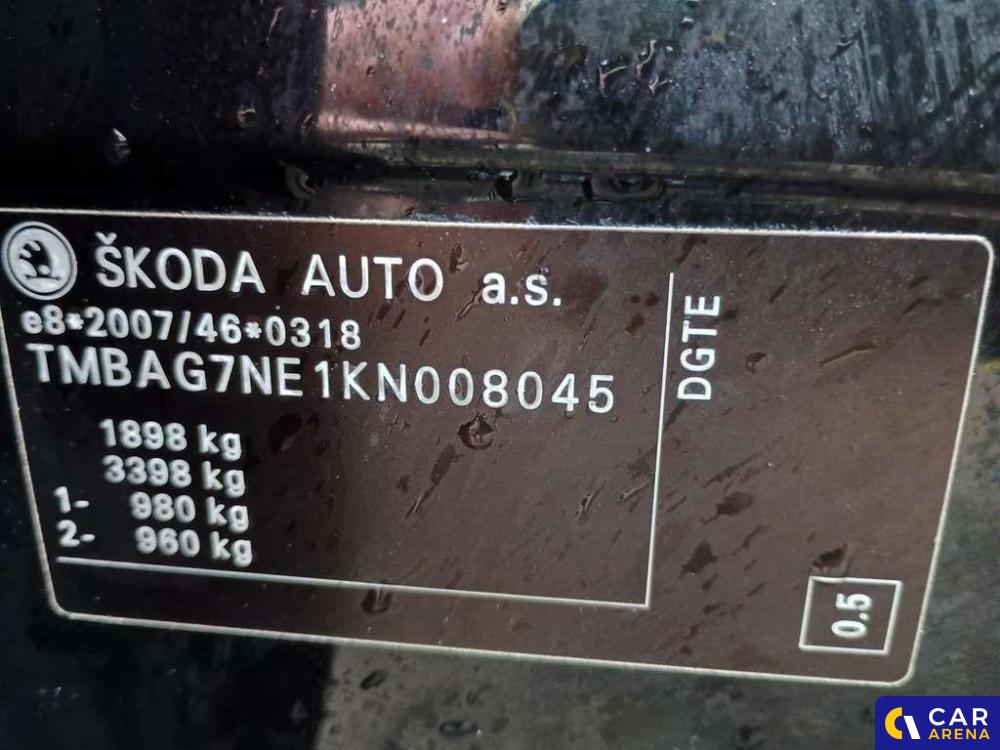 ŠKODA AUTO a.s.
e8*2007/46*0318
TMBAG7NE1KN008045
1898 kg
3398 kg
1- 980 kg
2- 960 kg
DGTE
0.5
CAR
ARENA